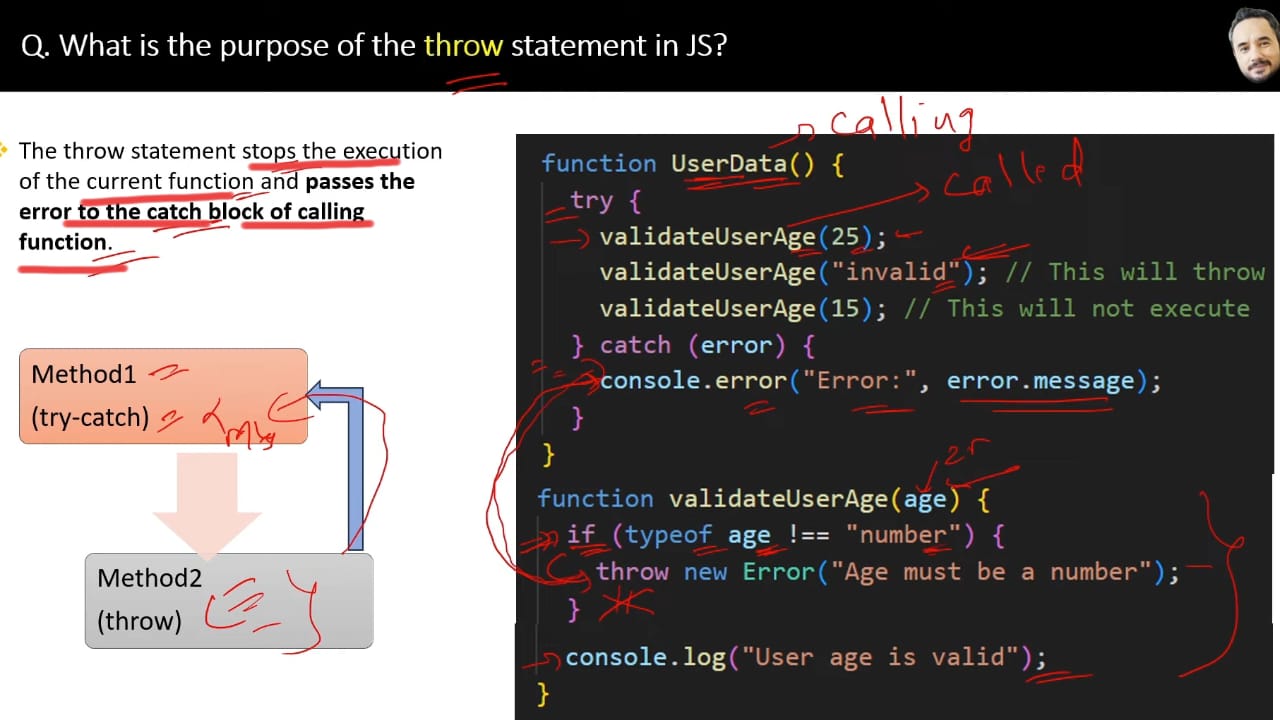 Q. What is the purpose of the throw statement in JS?
The throw statement stops the execution
of the current function and passes the
error to the catch block of calling
function.
Method1
(try-catch)
Method2
(throw)
calling
called
function UserData() {
try {
validateUserAge(25);
validateUserAge("invalid"); // This will throw
validateUserAge(15); // This will not execute
} catch (error) {
console.error("Error:", error.message);
}
}
function validateUserAge(age) {
if (typeof age !== "number") {
throw new Error("Age must be a number");
}
console.log("User age is valid");
}